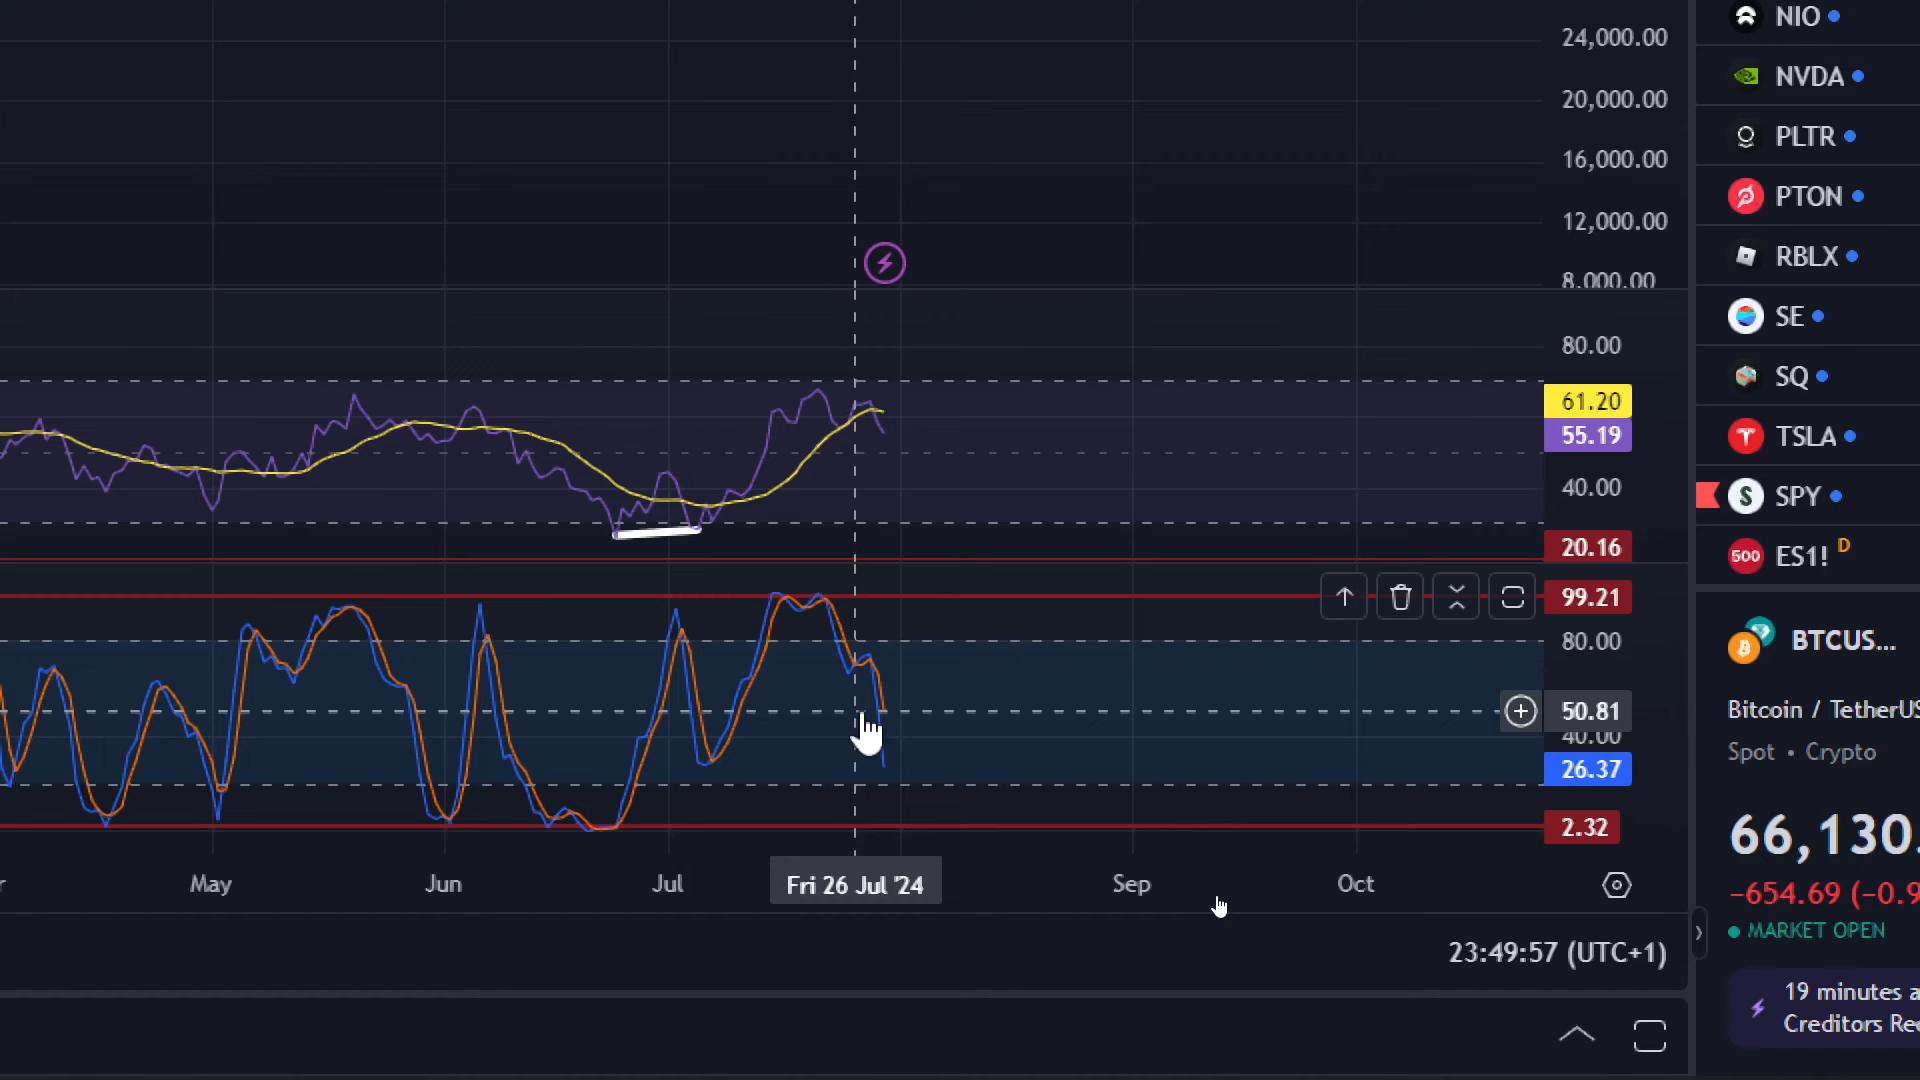 24,000.00
20,000.00
16,000.00
12,000.00
8,000.00
80.00
61.20
55.19
40.00
20.16
99.21
80.00
50.81
40.00
26.37
2.32
May
Jun
Jul
Fri 26 Jul '24
Sep
Oct
23:49:57 (UTC+1)
NIO
NVDA
PLTR
PTON
RBLX
SE
SQ
TSLA
S SPY
500 ES1! D
BTCUS...
Bitcoin / TetherUS
Spot • Crypto
66,130.
−654.69 (−0.9
MARKET OPEN
19 minutes a
Creditors Re